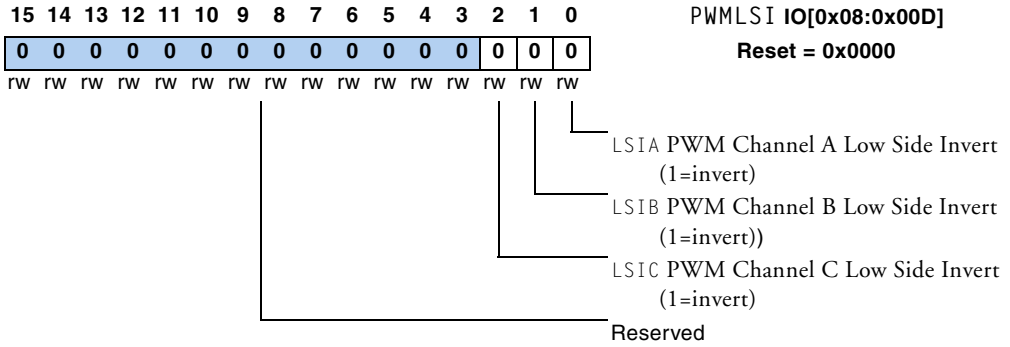 15 14 13 12 11 10 9 8 7 6 5 4 3 2 1 0 PWMLSI IO[0x08:0x00D]
0 0 0 0 0 0 0 0 0 0 0 0 0 0 0 0 Reset = 0x0000
rw rw rw rw rw rw rw rw rw rw rw rw rw rw rw rw
LSIA PWM Channel A Low Side Invert
(1=invert)
LSIB PWM Channel B Low Side Invert
(1=invert))
LSIC PWM Channel C Low Side Invert
(1=invert)
Reserved